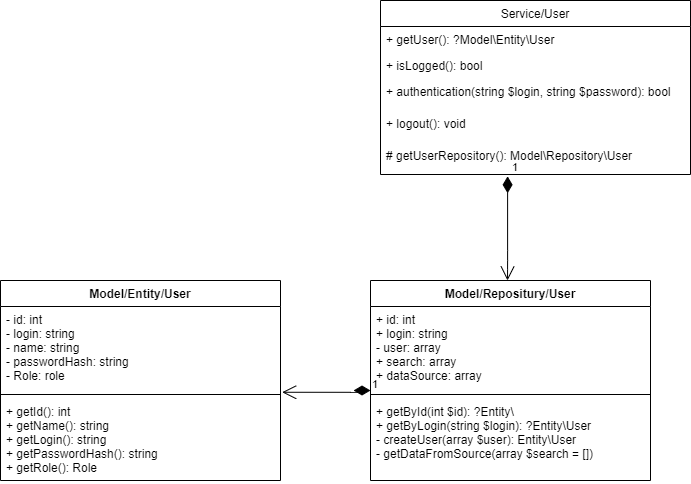 Service/User
+ getUser(): ?Model\Entity\User
+ isLogged(): bool
+ authentication(string $login, string $password): bool
+ logout(): void
# getUserRepository(): Model\Repository\User
1
Model/Entity/User
- id: int
- login: string
- name: string
- passwordHash: string
- Role: role
+ getId(): int
+ getName(): string
+ getLogin(): string
+ getPasswordHash(): string
+ getRole(): Role
1
Model/Repositury/User
+ id: int
+ login: string
- user: array
+ search: array
+ dataSource: array
+ getById(int $id): ?Entity\
+ getByLogin(string $login): ?Entity\User
- createUser(array $user): Entity\User
- getDataFromSource(array $search = [])